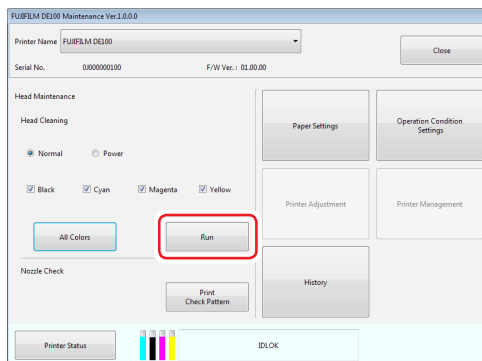 FUJIFILM DE100 Maintenance Ver.1.0.0.0
Printer Name FUJIFILM DE100
Close
Serial No. 0J000000100 F/W Ver. : 01.00.00
Head Maintenance
Head Cleaning
Normal Power
Black Cyan Magenta Yellow
All Colors Run
Nozzle Check
Print
Check Pattern
Paper Settings
Operation Condition
Settings
Printer Adjustment
Printer Management
History
Printer Status
IDLOK